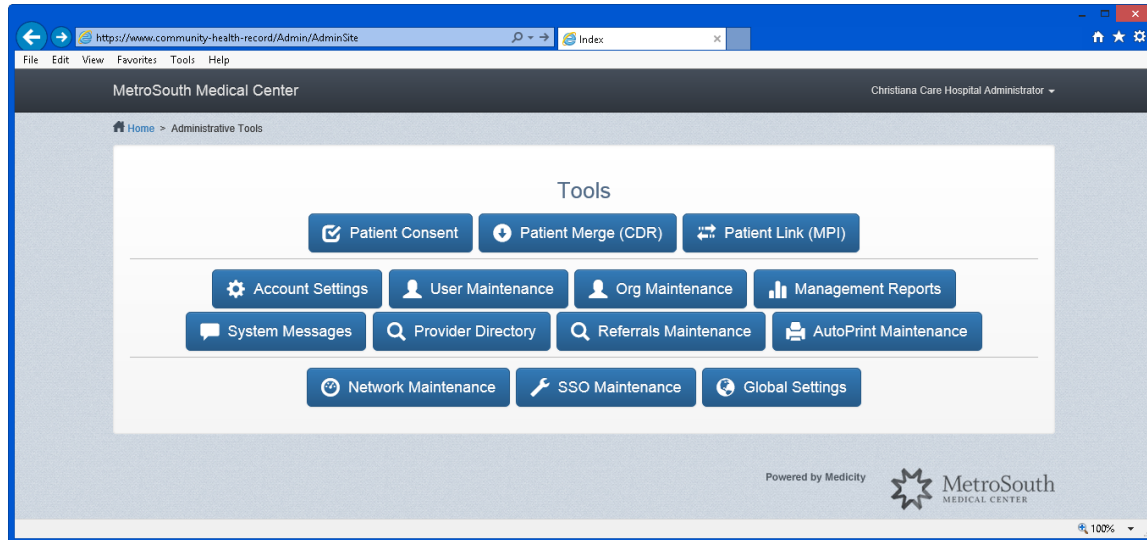 https://www.community-health-record/Admin/AdminSite
Index
File Edit View Favorites Tools Help
MetroSouth Medical Center
Christiana Care Hospital Administrator
Home > Administrative Tools
Tools
Patient Consent
Patient Merge (CDR)
Patient Link (MPI)
Account Settings
User Maintenance
Org Maintenance
Management Reports
System Messages
Provider Directory
Referrals Maintenance
AutoPrint Maintenance
Network Maintenance
SSO Maintenance
Global Settings
Powered by Medicity
MetroSouth
MEDICAL CENTER
100%